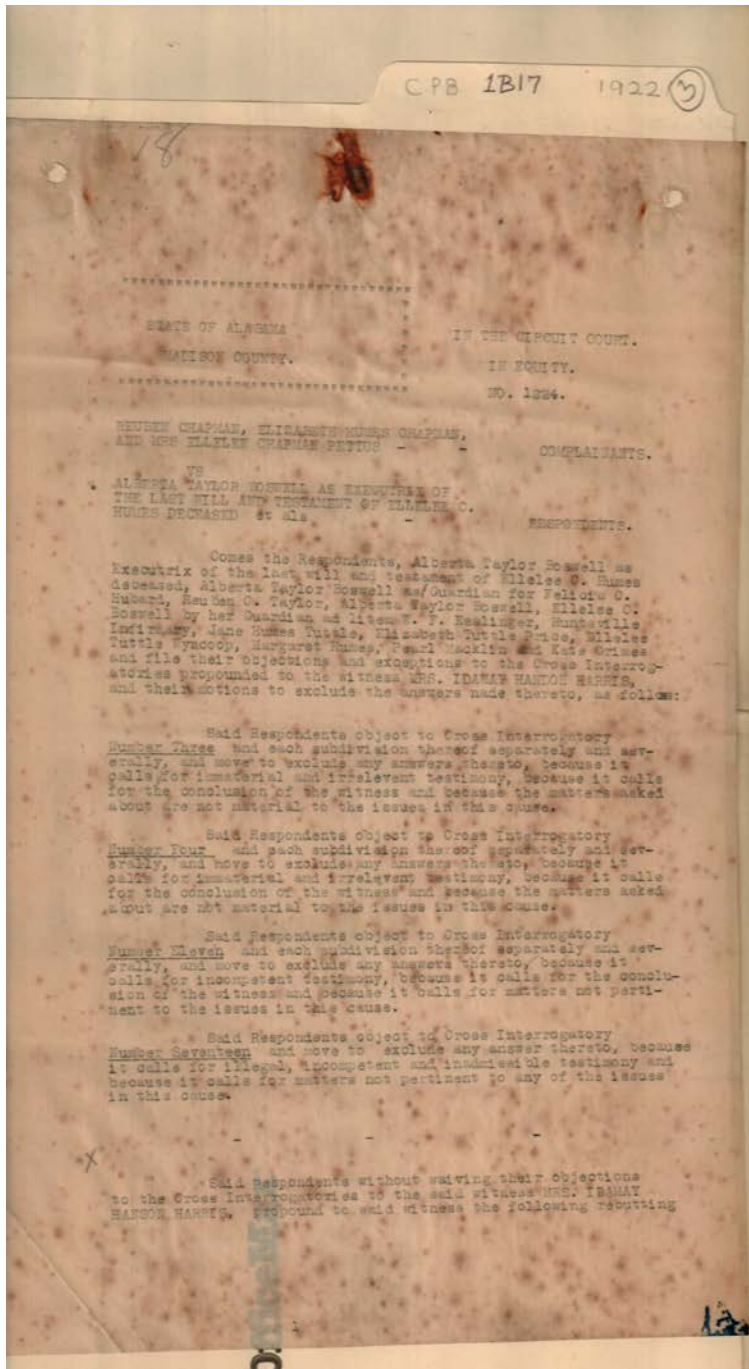 CPB 1B17 1922 3
18
STATE OF ALABAMA
MADISON COUNTY.
IN THE CIRCUIT COURT.
IN EQUITY.
NO. 1224.
REUBEN CHAPMAN, ELIZABETH HUMES CHAPMAN,
AND MRS ELLELEE CHAPMAN PETTUS - - COMPLAINANTS.
VS
ALBERTA TAYLOR BOSWELL AS EXECUTRIX OF
THE LAST WILL AND TESTAMENT OF ELLELEE C.
HUMES DECEASED et als - RESPONDENTS.
Comes the Respondents, Alberta Taylor Boswell as
Executrix of the last will and testament of Ellelee C. Humes
deceased, Alberta Taylor Boswell as/Guardian for Felicia C.
Hubard, Reuben C. Taylor, Alberta Taylor Boswell, Ellelee C.
Boswell by her Guardian ad litem F. Esslinger, Huntsville
Infirmary, Jane Humes Tuttle, Elizabeth Tuttle Price, Ellelee
Tuttle Wyncoop, Margaret Humes, Pearl Macklin and Kate Grimes
and file their objections and exceptions to the Cross Interrog-
atories propounded to the witness MRS. IDAMAY HANSON HARRIS,
and their motions to exclude the answers made thereto, as follow:
Said Respondents object to Cross Interrogatory
Number Three and each subdivision thereof separately and sev-
erally, and move to exclude any answers thereto, because it
calls for immaterial and irrelevent testimony, because it calls
for the conclusion of the witness and because the matters asked
about are not material to the issues in this cause.
Said Respondents object to Cross Interrogatory
Number Four and each subdivision thereof separately and sev-
erally, and move to exclude any answers thereto, because it
calls for immaterial and irrelevent testimony, because it calls
for the conclusion of the witness and because the matters asked
about are not material to the issues in this cause.
Said Respondents object to Cross Interrogatory
Number Eleven and each subdivision thereof separately and sev-
erally, and move to exclude any answers thereto, because it
calls for incompetent testimony, because it calls for the conclu-
sion of the witness and because it calls for matters not perti-
nent to the issues in this cause.
Said Respondents object to Cross Interrogatory
Number Seventeen and move to exclude any answer thereto, because
it calls for illegal, incompetent and inadmissible testimony and
because it calls for matters not pertinent to any of the issues
in this cause.
- - -
X
Said Respondents without waiving their objections
to the Cross Interrogatories to the said witness MRS. IDAMAY
HANSON HARRIS, propound to said witness the following rebutting